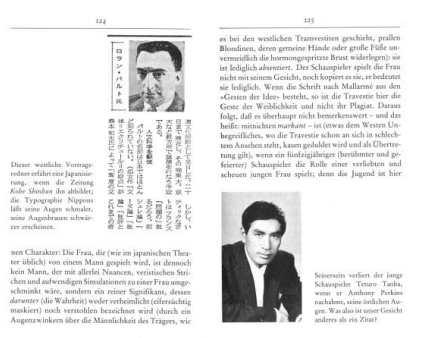 124
ロラン・バルト氏
Dieser westliche Vortrags-
redner erfährt eine Japanisie-
rung, wenn die Zeitung
Kobe Shinbun ihn abbildet;
die Typographie Nippons
läßt seine Augen schmaler,
seine Augenbrauen schwär-
zer erscheinen.
nen Charakter: Die Frau, die (wie im japanischen Thea-
ter üblich) von einem Mann gespielt wird, ist dennoch
kein Mann, der mit allerlei Nuancen, veristischen Stri-
chen und aufwendigen Simulationen zu einer Frau umge-
schminkt wäre, sondern ein reiner Signifikant, dessen
darunter (die Wahrheit) weder verheimlicht (eifersüchtig
maskiert) noch verstohlen bezeichnet wird (durch ein
Augenzwinkern über die Männlichkeit des Trägers, wie
125
es bei den westlichen Transvestiten geschieht, prallen
Blondinen, deren gemeine Hände oder große Füße un-
vermeidlich die hormongespritzte Brust widerlegen): sie
ist lediglich absentiert. Der Schauspieler spielt die Frau
nicht mit seinem Gesicht, noch kopiert es sie, er bedeutet
sie lediglich. Wenn die Schrift nach Mallarmé aus den
»Gesten der Idee« besteht, so ist die Travestie hier die
Geste der Weiblichkeit und nicht ihr Plagiat. Daraus
folgt, daß es überhaupt nicht bemerkenswert – und das
heißt: mitnichten markant – ist (etwas dem Westen Un-
begreifliches, wo die Travestie schon an sich in schlech-
tem Ansehen steht, kaum geduldet wird und als Übertre-
tung gilt), wenn ein fünfzigjähriger (berühmter und ge-
feierter) Schauspieler die Rolle einer verliebten und
scheuen jungen Frau spielt; denn die Jugend ist hier
Seinerseits verliert der junge
Schauspieler Teturo Tanba,
wenn er Anthony Perkins
nachahmt, seine östlichen Au-
gen. Was also ist unser Gesicht
anderes als ein Zitat?